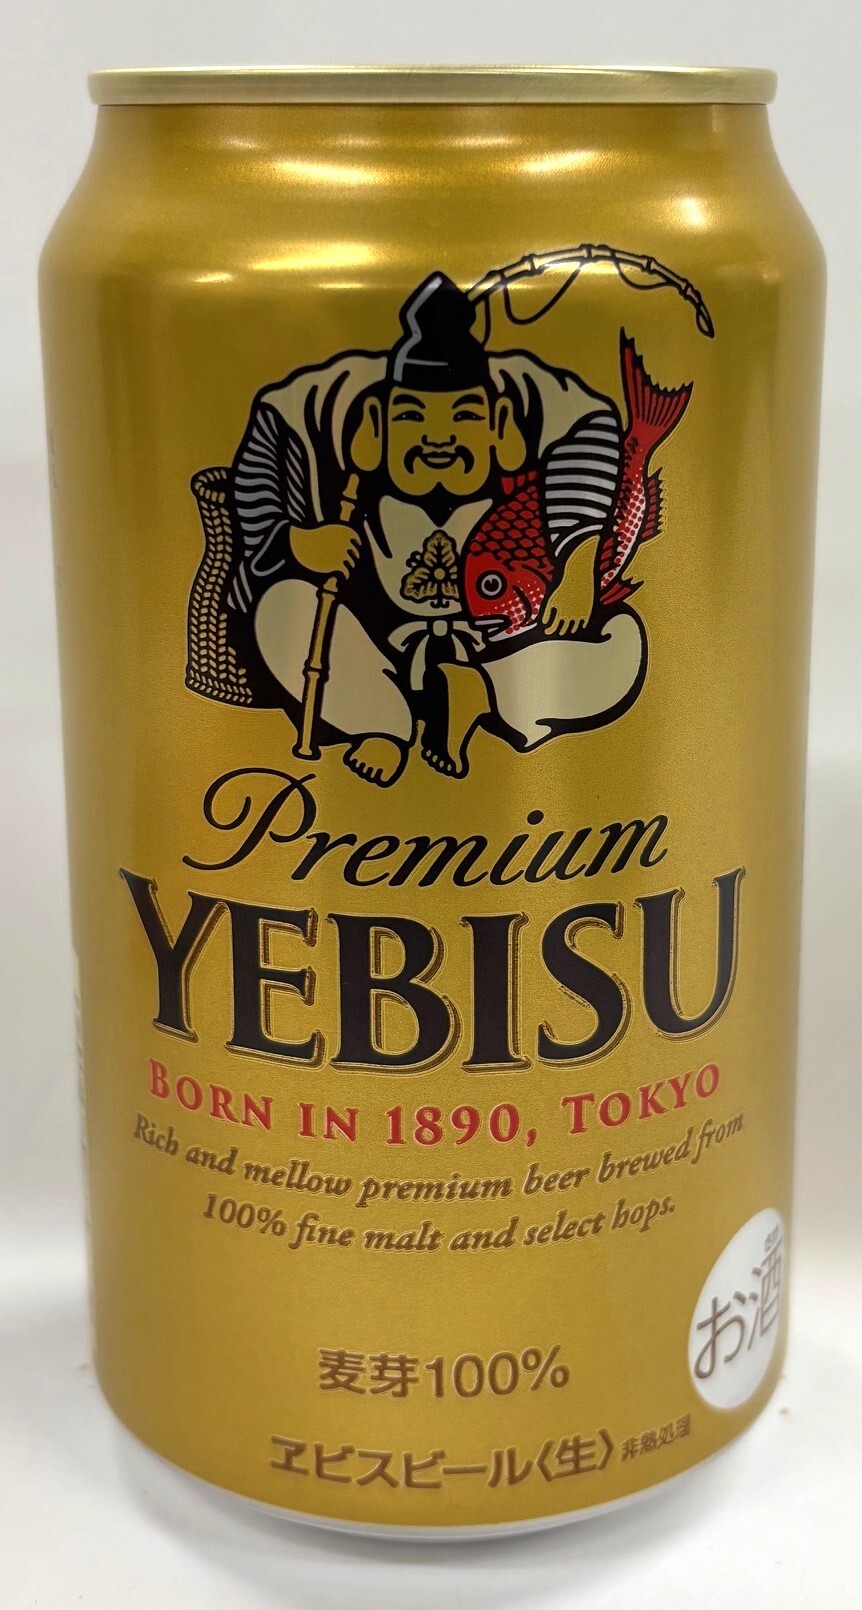 Premium
YEBISU
BORN IN 1890, TOKYO
Rich and mellow premium beer brewed from
100% fine malt and select hops.
お酒
麦芽100%
ヱビスビール〈生〉 非熱処理